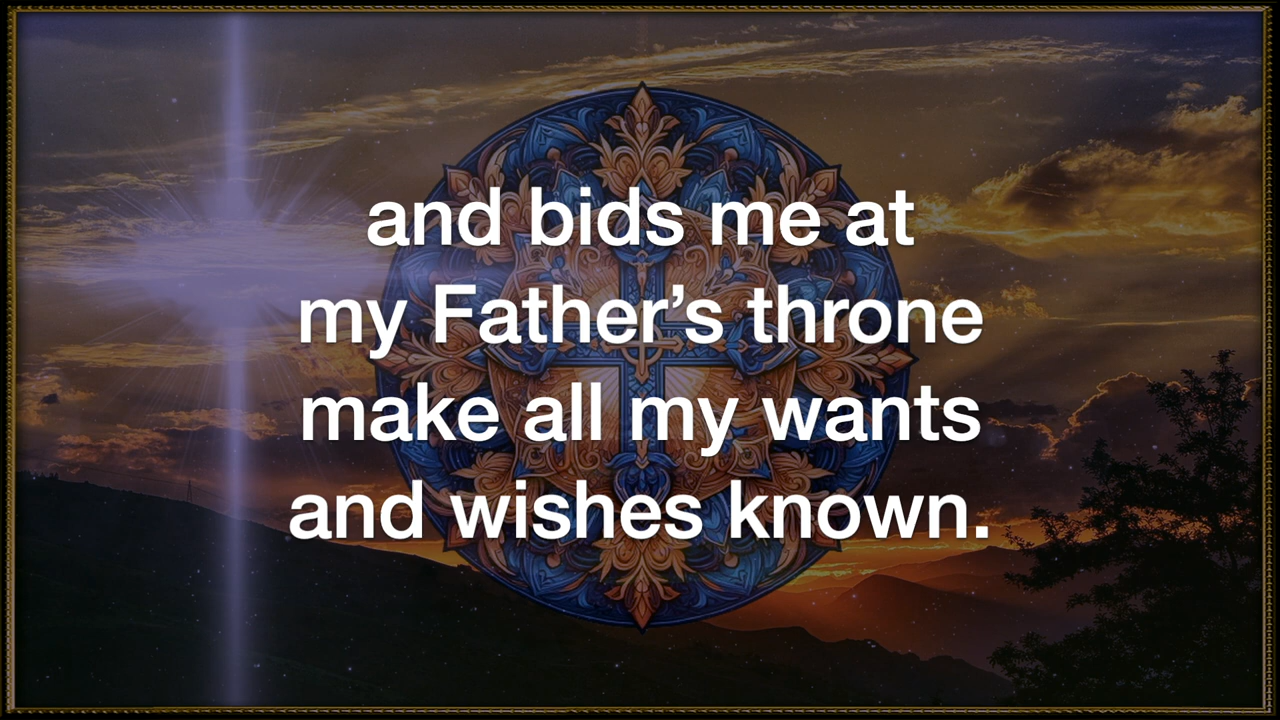 and bids me at
my Father’s throne
make all my wants
and wishes known.